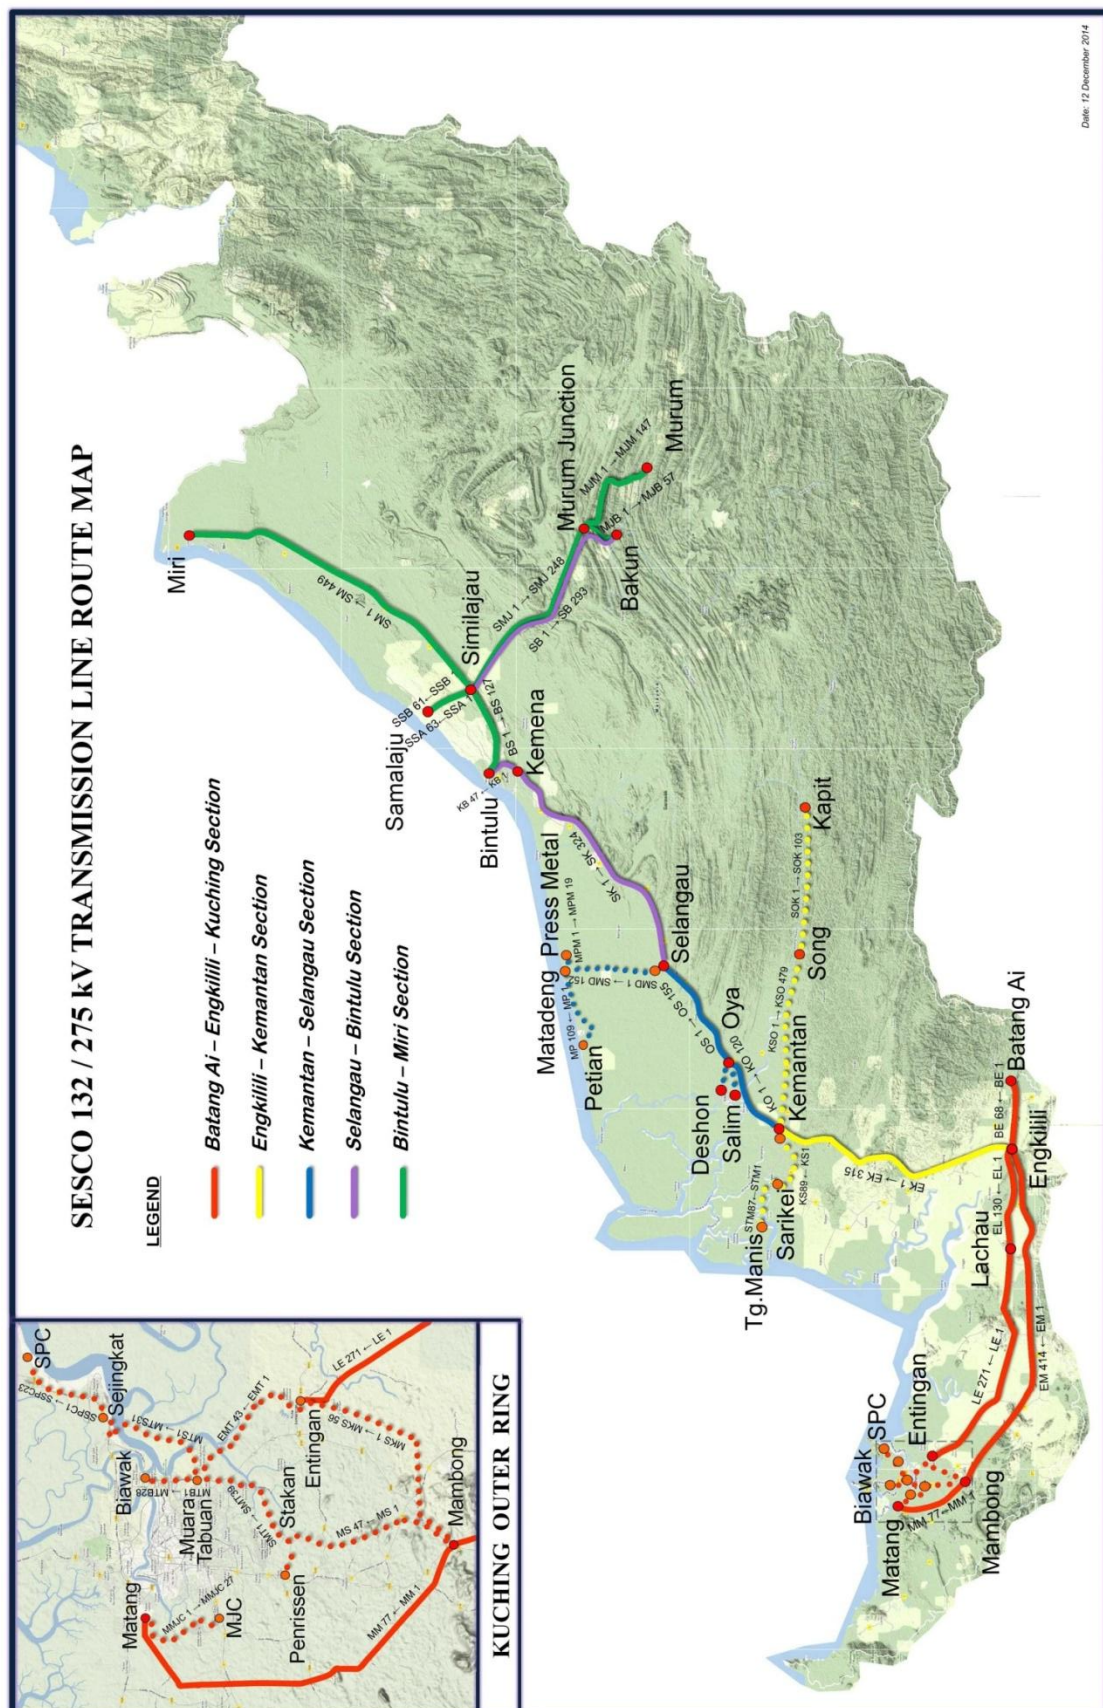 SESCO 132 / 275 kV TRANSMISSION LINE ROUTE MAP
LEGEND
Batang Ai – Engkilili – Kuching Section
Engkilili – Kemantan Section
Kemantan – Selangau Section
Selangau – Bintulu Section
Bintulu – Miri Section
Date: 12 December 2014
Miri
SM 1 → SM 449
Similajau
Samalaju
SSB 61 ← SSB
SSA 63 ← SSA 1
BS 1 → BS 127
Bintulu
KB 47 ← KB 1
Kemena
SMJ 1 → SMJ 248
SB 1 → SB 293
Murum Junction
MJM 1 → MJM 147
Murum
MJB 1 → MJB 57
Bakun
SK 1 → SK 324
Selangau
Press Metal
MPM 1 → MPM 19
Matadeng
MP 109 ← MP 1
SMD 1 → SMD 152
Petian
OS 1 → OS 155
Oya
Deshon
Salim
KO 1 → KO 120
Kemantan
KSO 1 → KSO 479
Song
SOK 1 → SOK 103
Kapit
KS89 ← KS1
Sarikei
STM87 ← STM1
Tg.Manis
EK 1 → EK 315
Batang Ai
BE 68 ← BE 1
Engkilili
EL 130 ← EL 1
Lachau
LE 271 ← LE 1
EM 414 ← EM 1
Entingan
SPC
Biawak
Matang
MM 77 ← MM 1
Mambong
KUCHING OUTER RING
SPC
SSPC1 → SSPC23
Sejingkat
MTS1 → MTS31
Biawak
MTB1 → MTB28
Muara
Tabuan
EMT 43 ← EMT 1
SMT1 → SMT39
Stakan
Entingan
LE 271 ← LE 1
MKS 1 → MKS 56
MS 47 ← MS 1
Penrissen
Mambong
Matang
MMJC 1 → MMJC 27
MJC
MM 77 ← MM 1